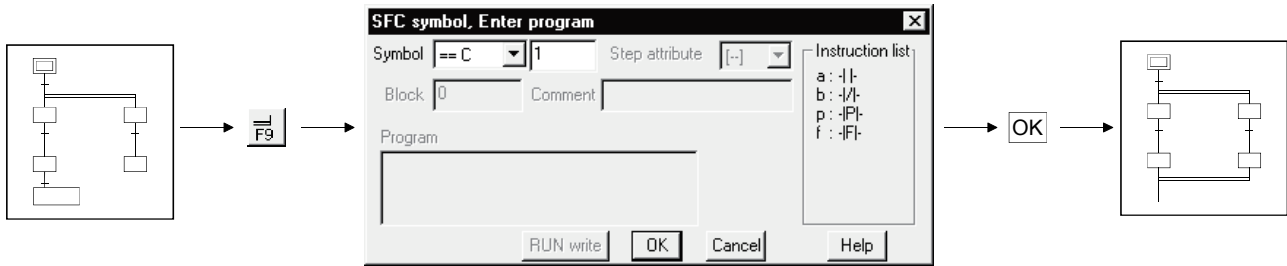 SFC symbol, Enter program
Symbol == C 1 Step attribute [--] Instruction list
a : -| |-
Block 0 Comment b : -|/|-
p : -|P|-
f : -|F|-
F9
Program
OK
RUN write OK Cancel Help